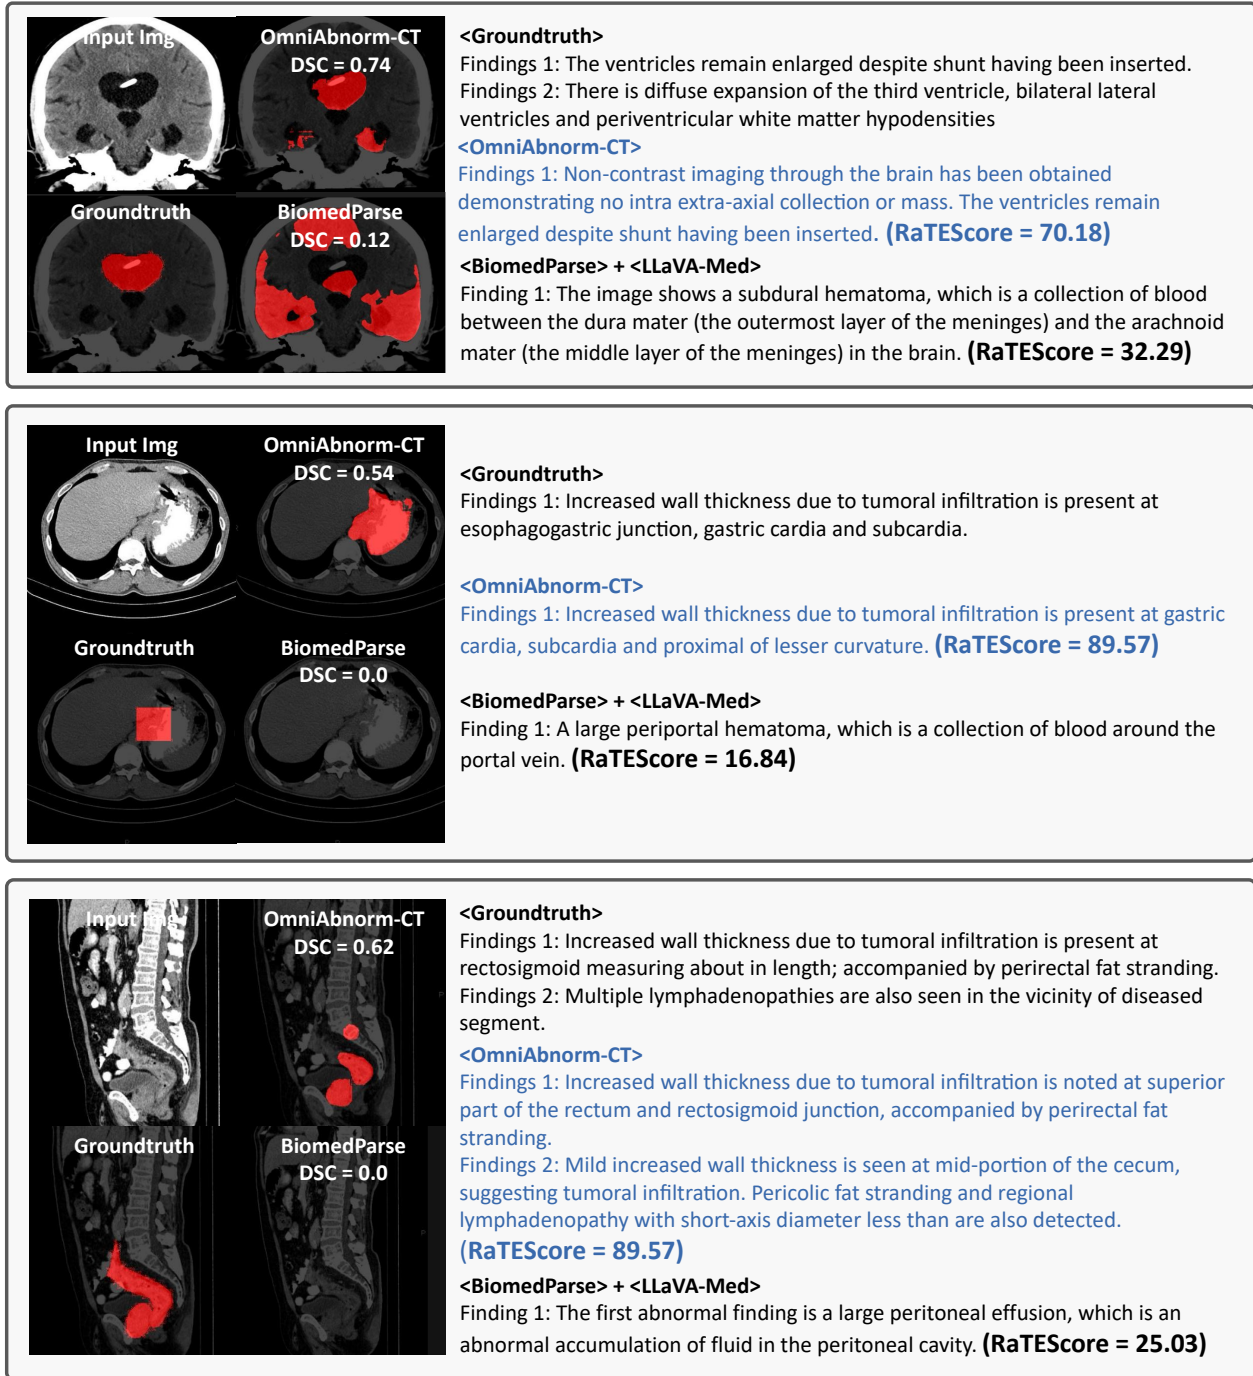 Input Img
OmniAbnorm-CT
DSC = 0.74
Groundtruth
BiomedParse
DSC = 0.12
<Groundtruth>
Findings 1: The ventricles remain enlarged despite shunt having been inserted.
Findings 2: There is diffuse expansion of the third ventricle, bilateral lateral
ventricles and periventricular white matter hypodensities
<OmniAbnorm-CT>
Findings 1: Non-contrast imaging through the brain has been obtained
demonstrating no intra extra-axial collection or mass. The ventricles remain
enlarged despite shunt having been inserted. (RaTEScore = 70.18)
<BiomedParse> + <LLaVA-Med>
Finding 1: The image shows a subdural hematoma, which is a collection of blood
between the dura mater (the outermost layer of the meninges) and the arachnoid
mater (the middle layer of the meninges) in the brain. (RaTEScore = 32.29)
Input Img
OmniAbnorm-CT
DSC = 0.54
Groundtruth
BiomedParse
DSC = 0.0
<Groundtruth>
Findings 1: Increased wall thickness due to tumoral infiltration is present at
esophagogastric junction, gastric cardia and subcardia.
<OmniAbnorm-CT>
Findings 1: Increased wall thickness due to tumoral infiltration is present at gastric
cardia, subcardia and proximal of lesser curvature. (RaTEScore = 89.57)
<BiomedParse> + <LLaVA-Med>
Finding 1: A large periportal hematoma, which is a collection of blood around the
portal vein. (RaTEScore = 16.84)
Input Img
OmniAbnorm-CT
DSC = 0.62
Groundtruth
BiomedParse
DSC = 0.0
<Groundtruth>
Findings 1: Increased wall thickness due to tumoral infiltration is present at
rectosigmoid measuring about in length; accompanied by perirectal fat stranding.
Findings 2: Multiple lymphadenopathies are also seen in the vicinity of diseased
segment.
<OmniAbnorm-CT>
Findings 1: Increased wall thickness due to tumoral infiltration is noted at superior
part of the rectum and rectosigmoid junction, accompanied by perirectal fat
stranding.
Findings 2: Mild increased wall thickness is seen at mid-portion of the cecum,
suggesting tumoral infiltration. Pericolic fat stranding and regional
lymphadenopathy with short-axis diameter less than are also detected.
(RaTEScore = 89.57)
<BiomedParse> + <LLaVA-Med>
Finding 1: The first abnormal finding is a large peritoneal effusion, which is an
abnormal accumulation of fluid in the peritoneal cavity. (RaTEScore = 25.03)